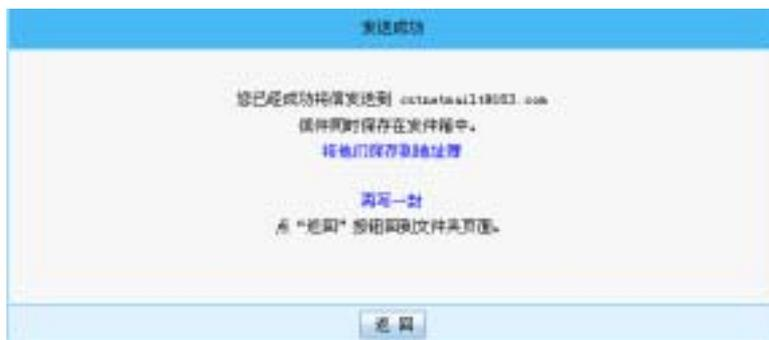 发送成功
您已经成功将信发送到
信件同时保存在发件箱中。
将他们保存到地址簿
再写一封
点“返回”按钮回到文件夹页面。
返 回